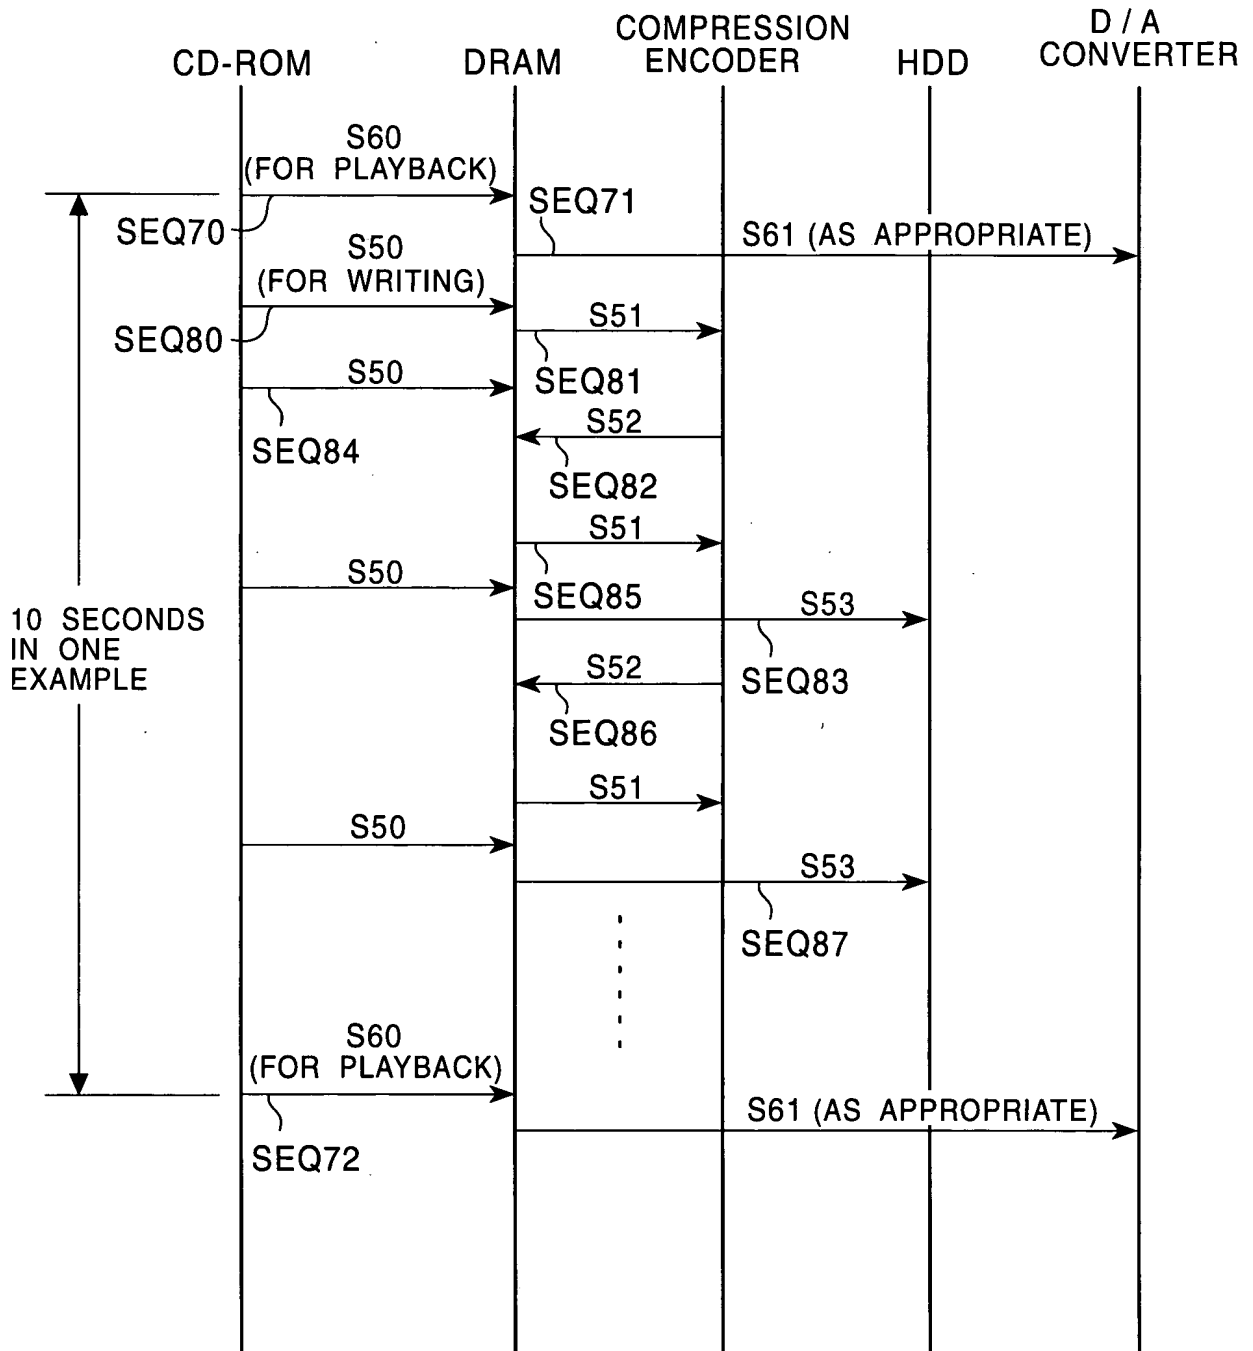 CD-ROM
DRAM
COMPRESSION
ENCODER
HDD
D / A
CONVERTER
S60
(FOR PLAYBACK)
SEQ70
SEQ71
S61 (AS APPROPRIATE)
S50
(FOR WRITING)
SEQ80
S51
SEQ81
S50
SEQ84
S52
SEQ82
S51
SEQ85
S50
S53
SEQ83
10 SECONDS
IN ONE
EXAMPLE
S52
SEQ86
S51
S50
S53
SEQ87
S60
(FOR PLAYBACK)
SEQ72
S61 (AS APPROPRIATE)